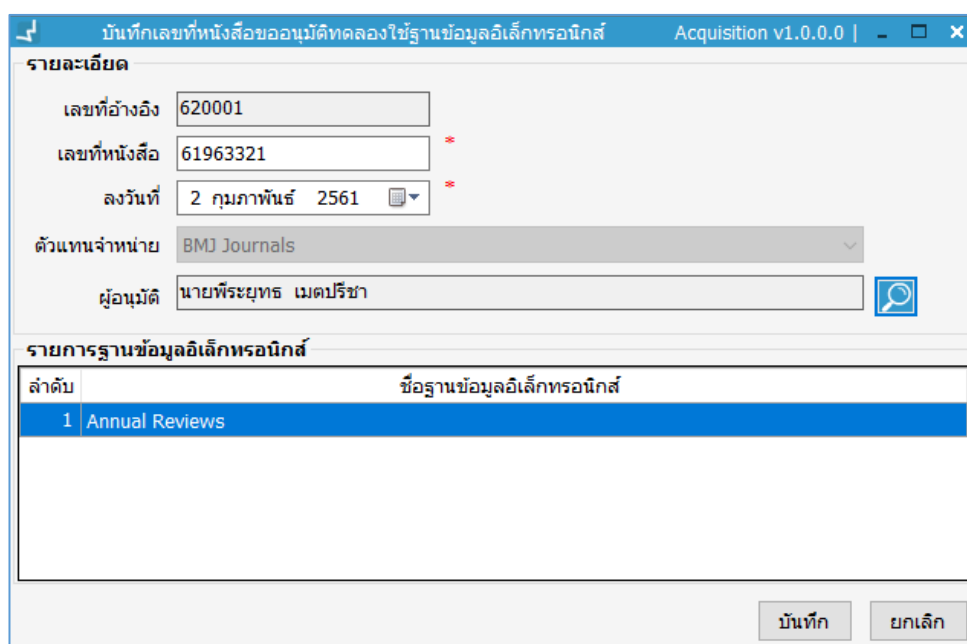 บันทึกเลขที่หนังสือขออนุมัติทดลองใช้ฐานข้อมูลอิเล็กทรอนิกส์ Acquisition v1.0.0.0 |
รายละเอียด
เลขที่อ้างอิง 620001
เลขที่หนังสือ 61963321 *
ลงวันที่ 2 กุมภาพันธ์ 2561 *
ตัวแทนจำหน่าย BMJ Journals
ผู้อนุมัติ นายพีระยุทธ เมตปรีชา
รายการฐานข้อมูลอิเล็กทรอนิกส์
ลำดับ ชื่อฐานข้อมูลอิเล็กทรอนิกส์
1 Annual Reviews
บันทึก ยกเลิก